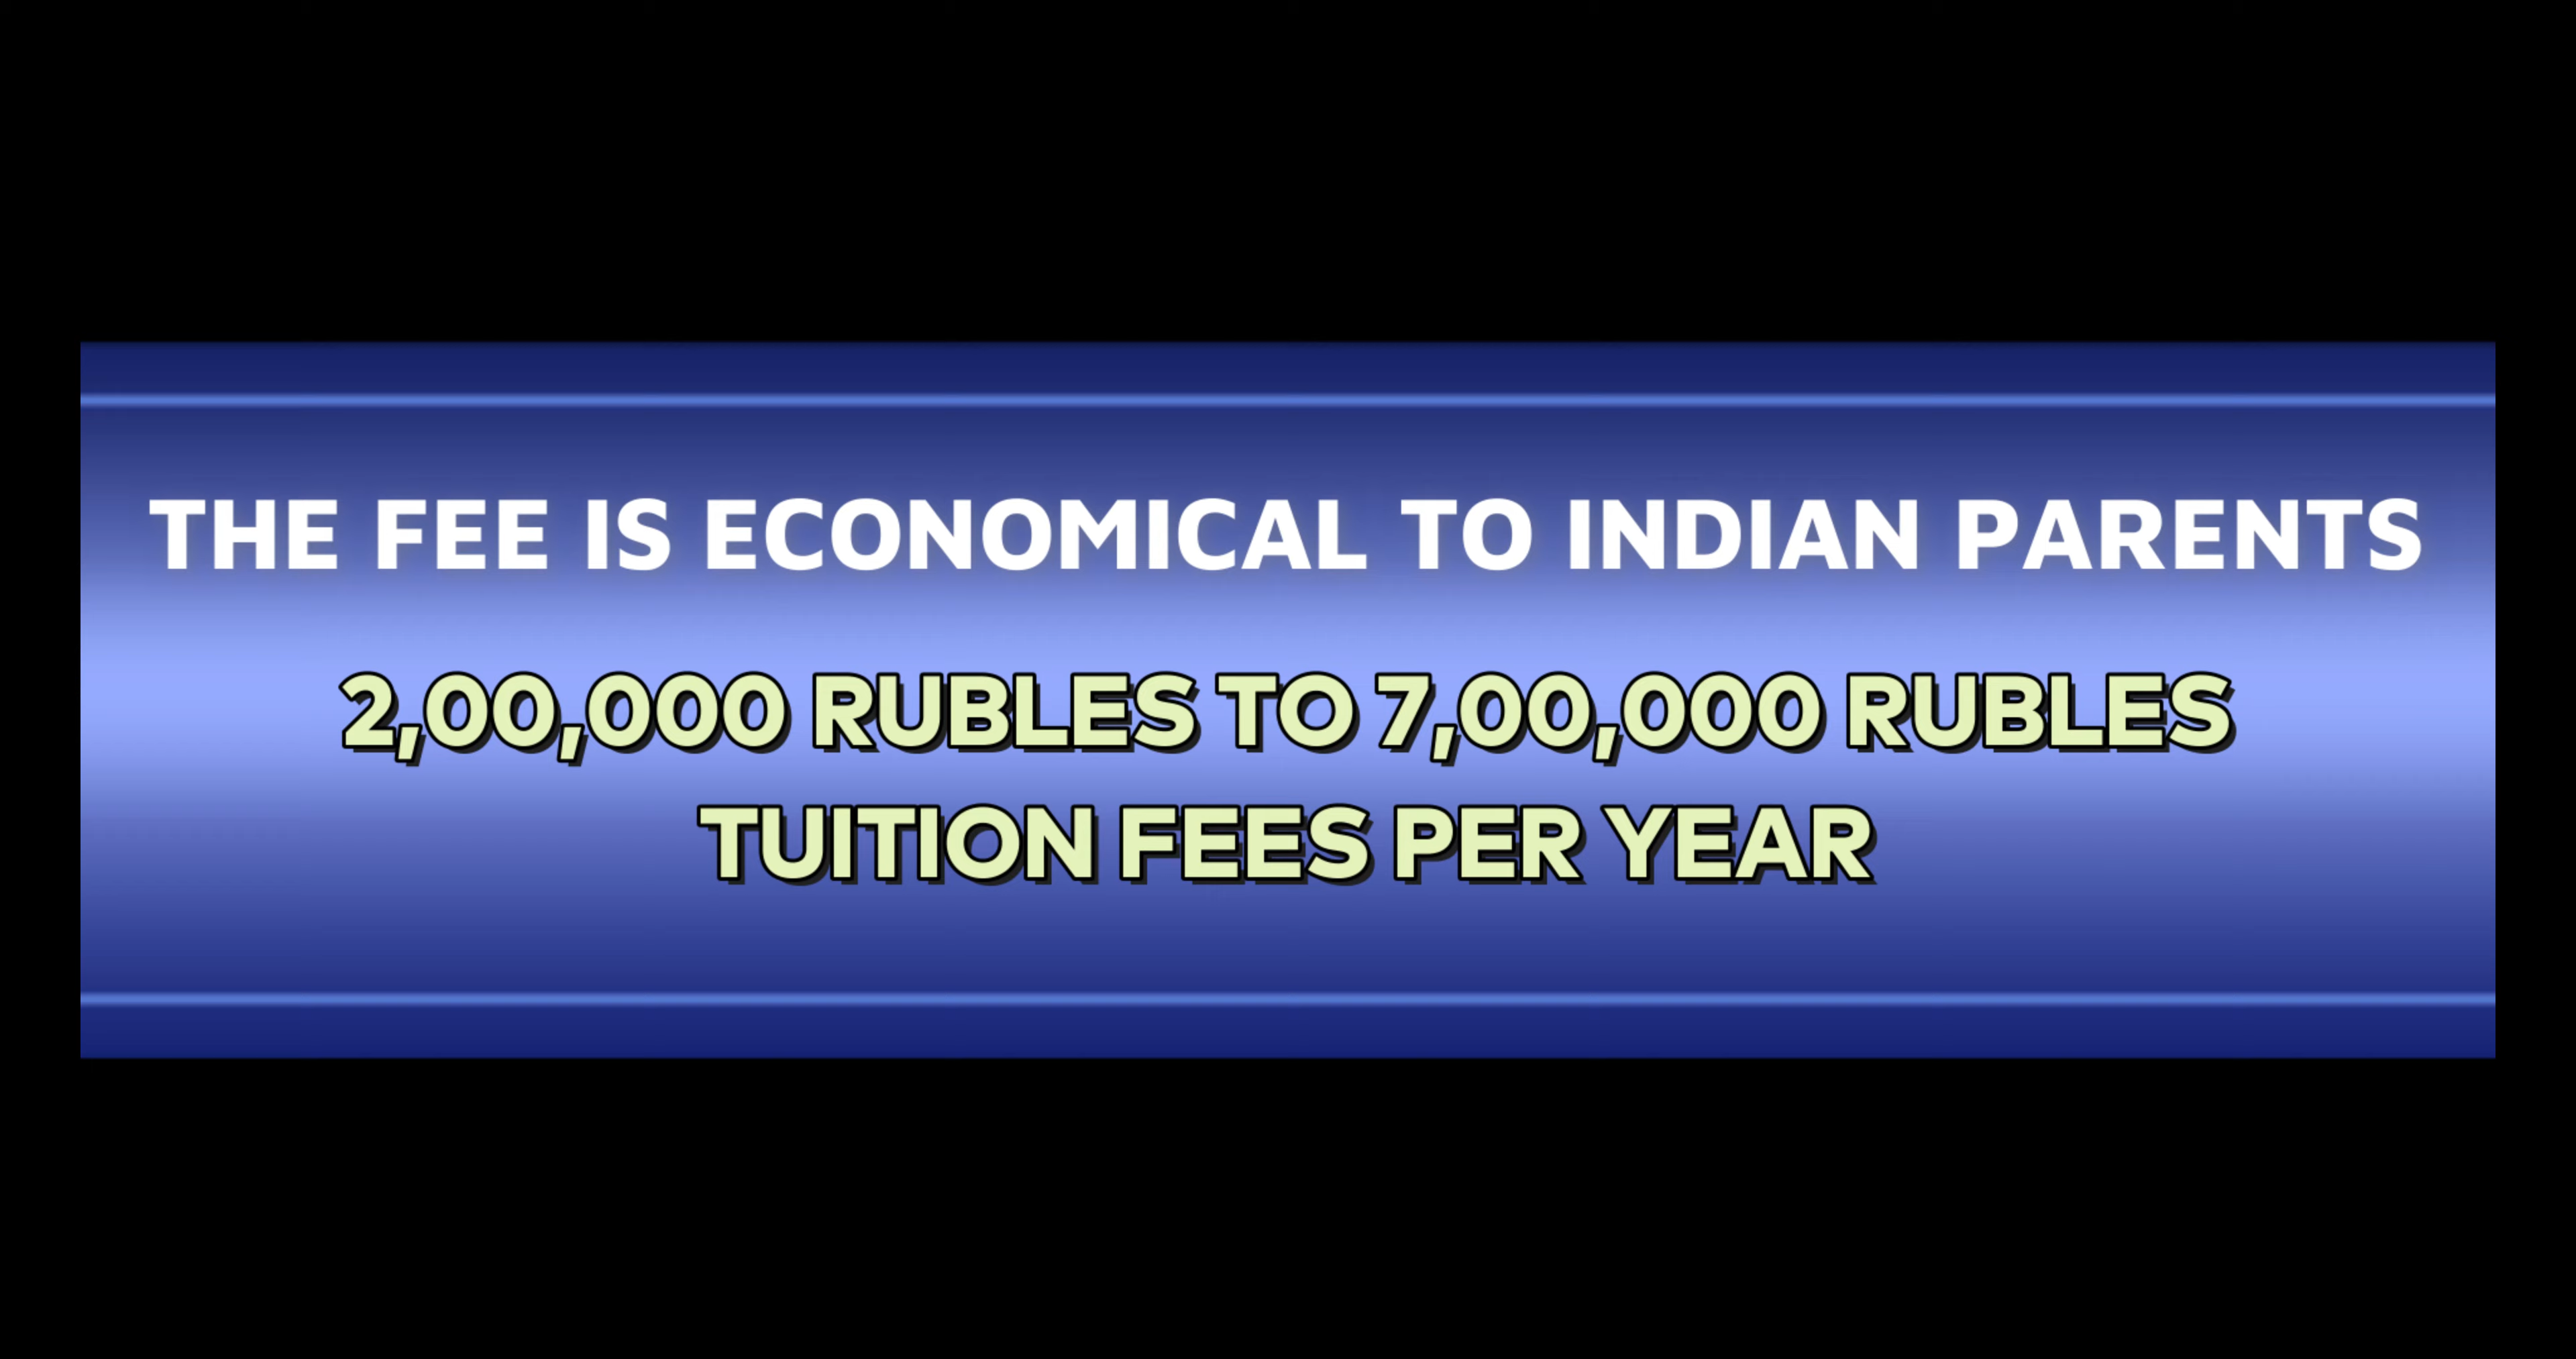 THE FEE IS ECONOMICAL TO INDIAN PARENTS
2,00,000 RUBLES TO 7,00,000 RUBLES
TUITION FEES PER YEAR